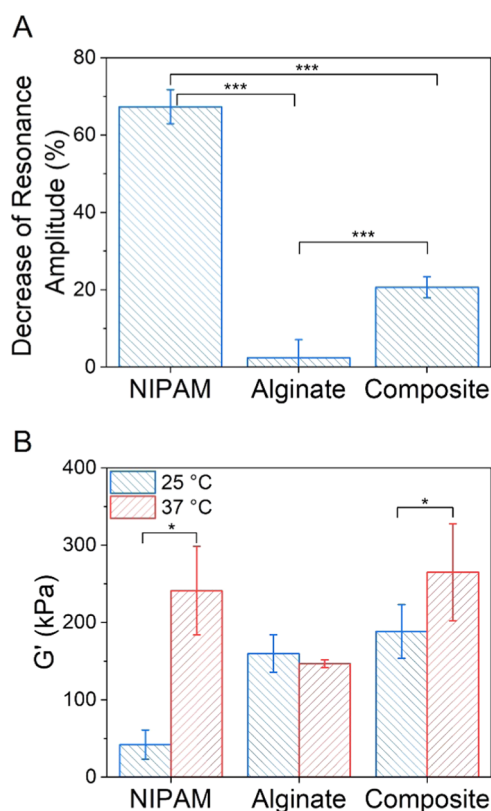 A
Decrease of Resonance
Amplitude (%)
80
60
40
20
0
***
***
***
NIPAM
Alginate
Composite
B
G' (kPa)
400
300
200
100
0
25 °C
37 °C
*
*
NIPAM
Alginate
Composite